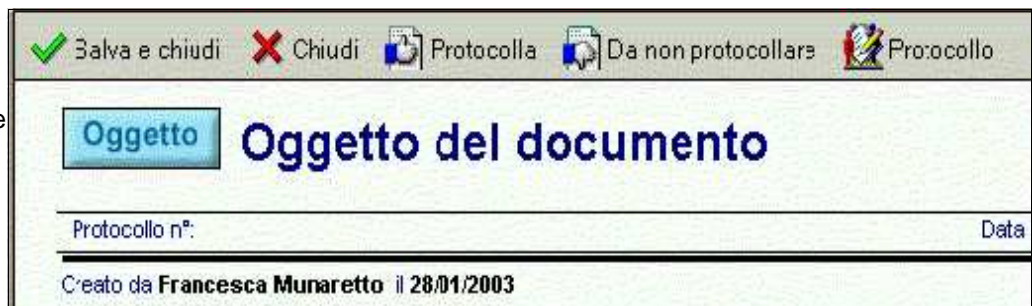 Salva e chiudi Chiudi Protocolla Da non protocollare Protocollo
e
Oggetto Oggetto del documento
Protocollo n°: Data
Creato da Francesca Munaretto il 28/01/2003